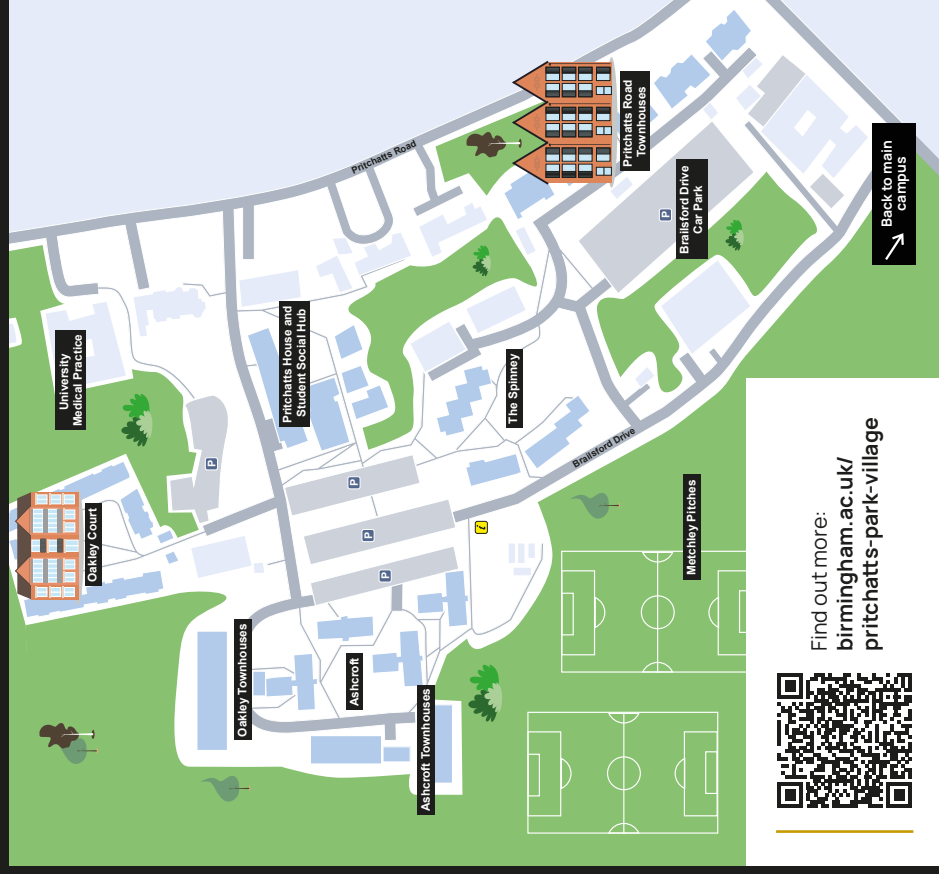 University
Medical Practice
Oakley Court
Pritchatts House and
Student Social Hub
Pritchatts Road
Pritchatts Road
Townhouses
P
Brailsford Drive
Car Park
P
The Spinney
P
P
P
Brailsford Drive
i
Oakley Townhouses
Ashcroft
Ashcroft Townhouses
Metchley Pitches
Back to main
campus
Find out more:
birmingham.ac.uk/
pritchatts-park-village